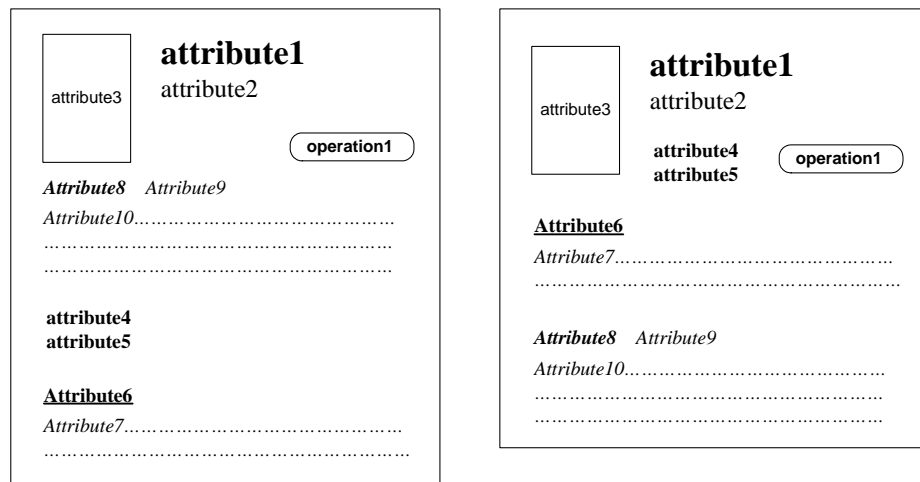 attribute1
attribute2
attribute3
operation1
Attribute8 Attribute9
Attribute10…………………………………………
…………………………………………………………
…………………………………………………………
attribute4
attribute5
Attribute6
Attribute7……………………………………………
……………………………………………………………
attribute1
attribute2
attribute3
attribute4
attribute5
operation1
Attribute6
Attribute7……………………………………………
……………………………………………………………
Attribute8 Attribute9
Attribute10…………………………………………
…………………………………………………………
…………………………………………………………